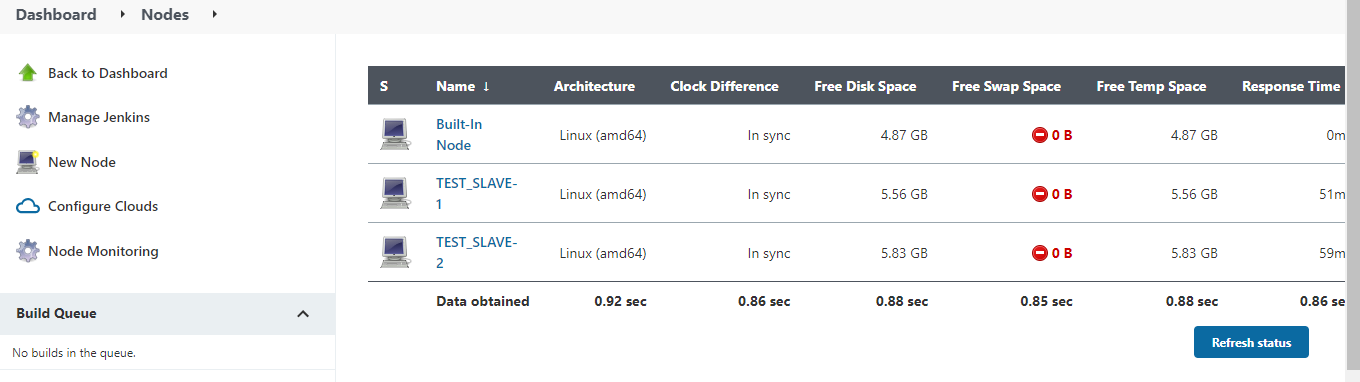 Dashboard Nodes
Back to Dashboard
Manage Jenkins
New Node
Configure Clouds
Node Monitoring
Build Queue
No builds in the queue.
S Name ↓ Architecture Clock Difference Free Disk Space Free Swap Space Free Temp Space Response Time
Built-In
Node Linux (amd64) In sync 4.87 GB 0 B 4.87 GB 0m
TEST_SLAVE-
1 Linux (amd64) In sync 5.56 GB 0 B 5.56 GB 51m
TEST_SLAVE-
2 Linux (amd64) In sync 5.83 GB 0 B 5.83 GB 59m
Data obtained 0.92 sec 0.86 sec 0.88 sec 0.85 sec 0.88 sec 0.86 se
Refresh status